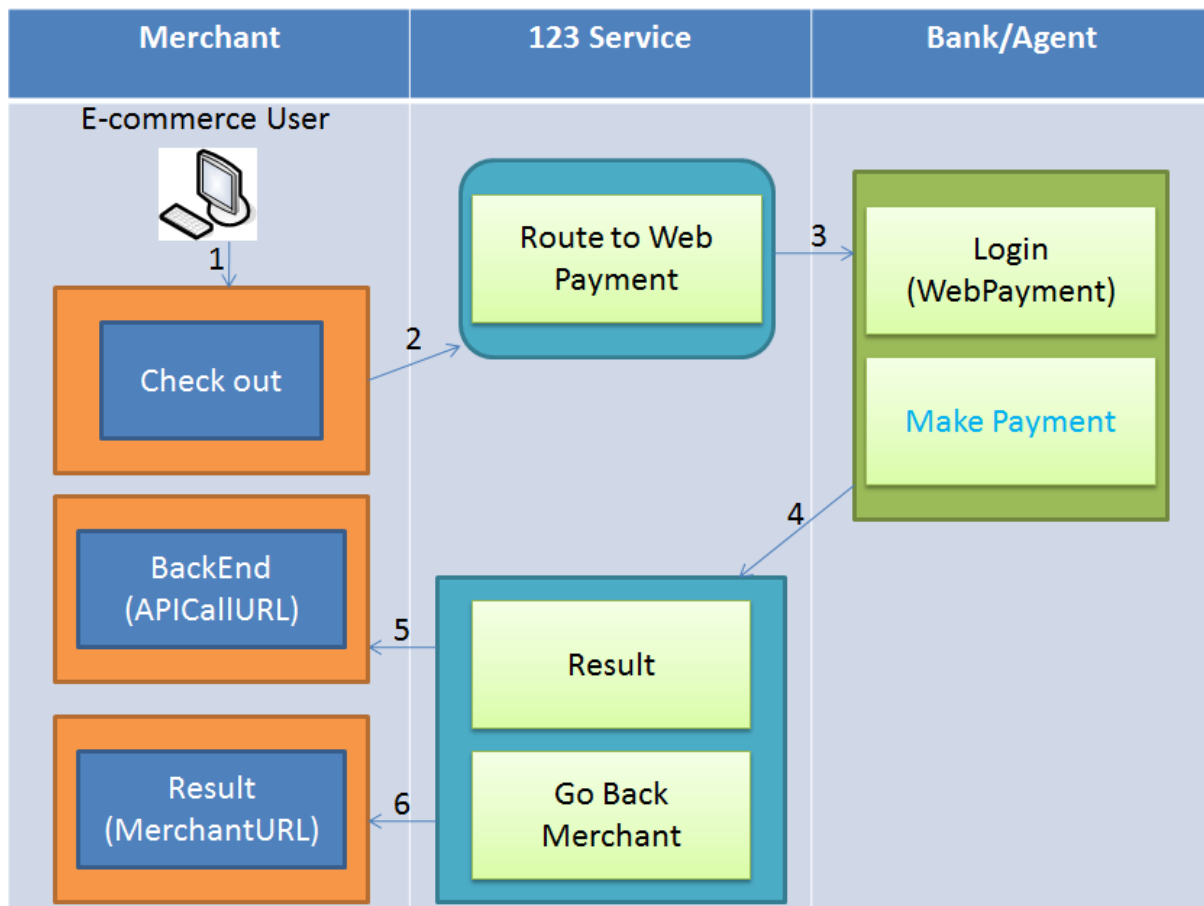 Merchant
123 Service
Bank/Agent
E-commerce User
1
Check out
2
Route to Web
Payment
3
Login
(WebPayment)
Make Payment
4
BackEnd
(APICallURL)
5
Result
Result
(MerchantURL)
6
Go Back
Merchant